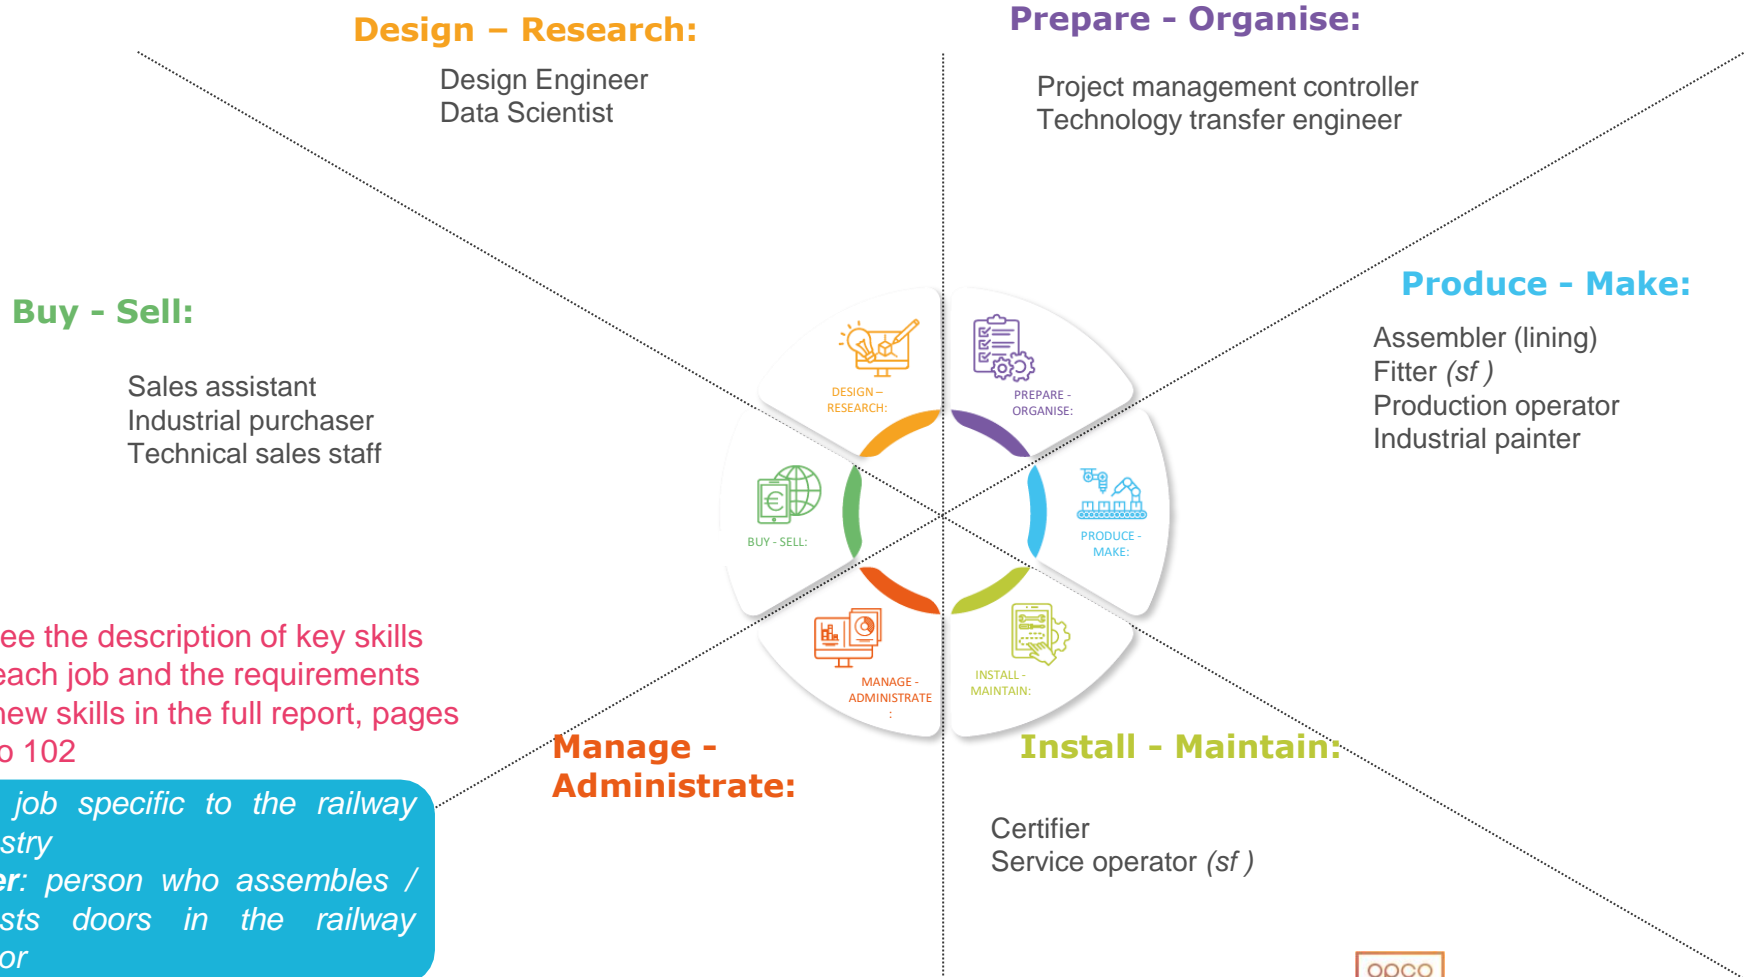 Design – Research:
Design Engineer
Data Scientist
Prepare - Organise:
Project management controller
Technology transfer engineer
Buy - Sell:
Sales assistant
Industrial purchaser
Technical sales staff
Produce - Make:
Assembler (lining)
Fitter (sf )
Production operator
Industrial painter
DESIGN –
RESEARCH:
PREPARE -
ORGANISE:
BUY - SELL:
€
PRODUCE -
MAKE:
MANAGE -
ADMINISTRATE
:
INSTALL -
MAINTAIN:
ee the description of key skills
each job and the requirements
new skills in the full report, pages
o 102
job specific to the railway
stry
er: person who assembles /
sts doors in the railway
or
Manage -
Administrate:
Install - Maintain:
Certifier
Service operator (sf )
opco